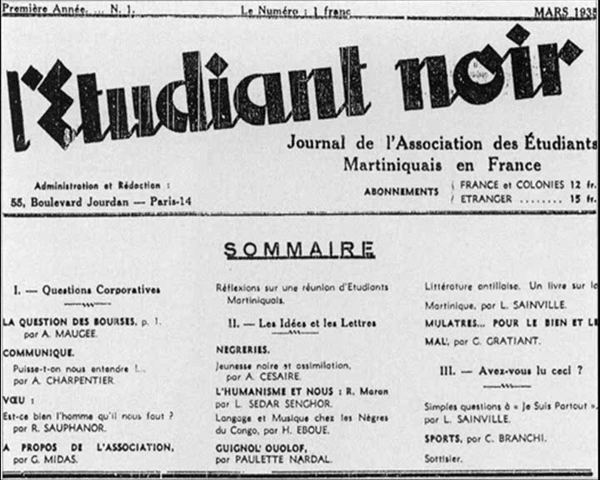 Première Année. ... N. 1.
Le Numéro : 1 franc
MARS 1935
l'Étudiant noir
Journal de l'Association des Étudiants
Martiniquais en France
Administration et Rédaction :
55, Boulevard Jourdan — Paris-14
ABONNEMENTS
FRANCE et COLONIES 12 fr.
ETRANGER ........ 15 fr.
SOMMAIRE
I. — Questions Corporatives
LA QUESTION DES BOURSES, p. 1.
par A. MAUGEE.
COMMUNIQUE.
Puisse-t-on nous entendre !...
par A. CHARPENTIER.
VŒU :
Est-ce bien l'homme qu'il nous faut ?
par R. SAUPHANOR.
A PROPOS DE L'ASSOCIATION,
par G. MIDAS.
Réflexions sur une réunion d'Etudiants
Martiniquais.
II. — Les Idées et les Lettres
NEGRERIES.
Jeunesse noire et assimilation,
par A. CESAIRE.
L'HUMANISME ET NOUS : R. Maran
par L. SEDAR SENGHOR.
Langage et Musique chez les Nègres
du Congo, par H. EBOUE.
GUIGNOL' OUOLOF,
par PAULETTE NARDAL.
Littérature antillaise. Un livre sur la
Martinique, par L. SAINVILLE.
MULATRES... POUR LE BIEN ET LE
MAL', par G. GRATIANT.
III. — Avez-vous lu ceci ?
Simples questions à « Je Suis Partout ».
par L. SAINVILLE.
SPORTS, par C. BRANCHI.
Sottisier.